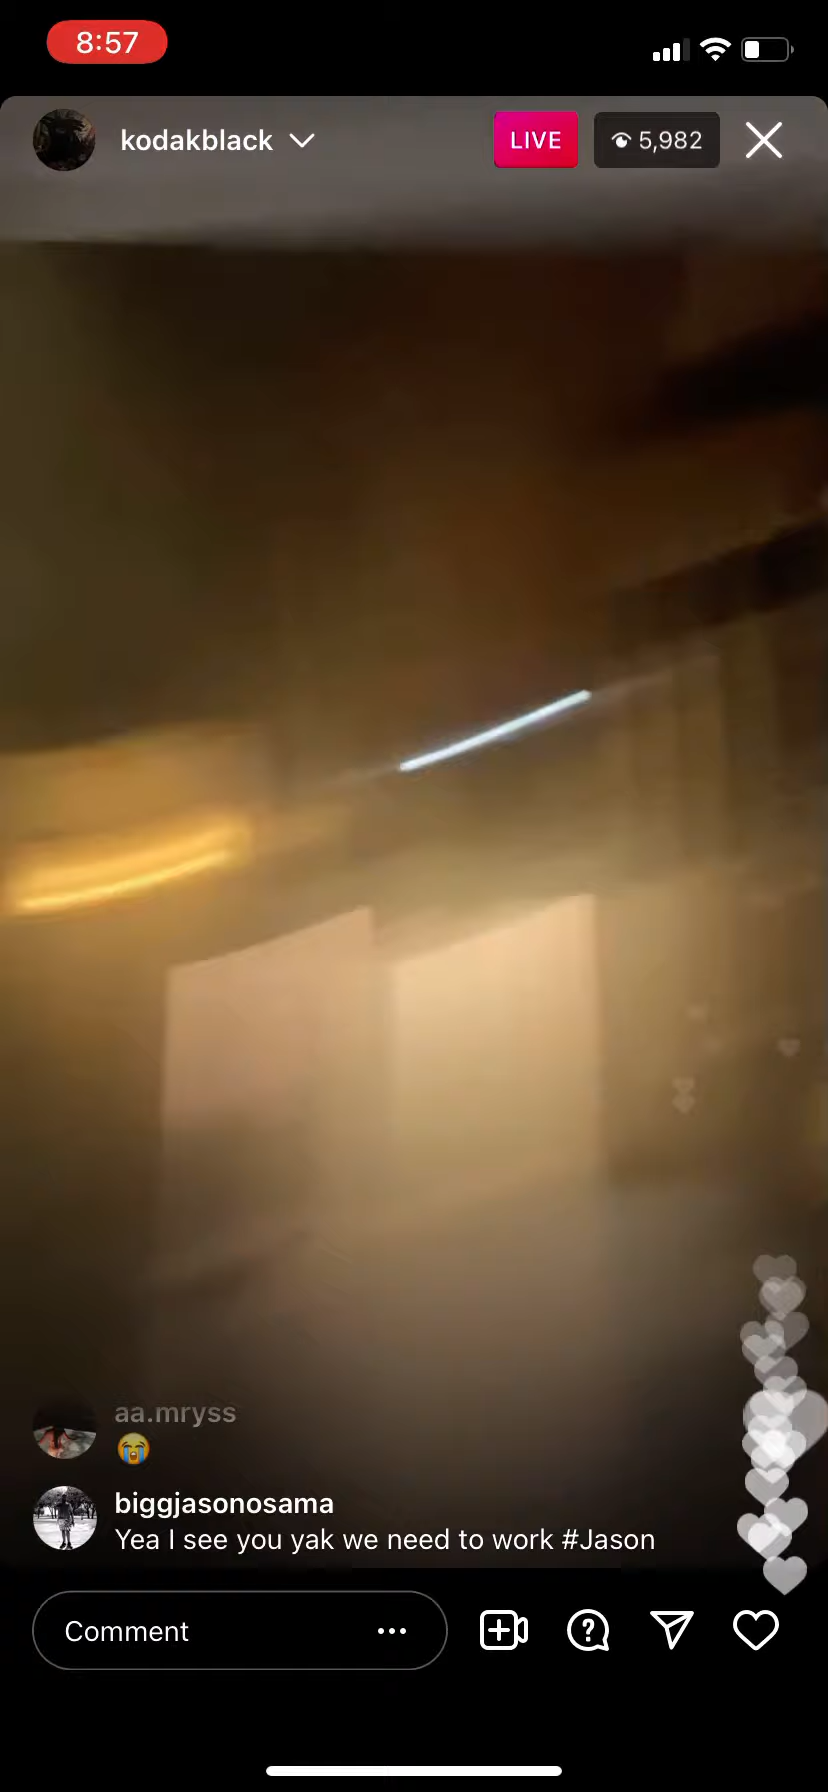 8:57
kodakblack
LIVE
5,982
aa.mryss
😭
biggjasonosama
Yea I see you yak we need to work #Jason
Comment